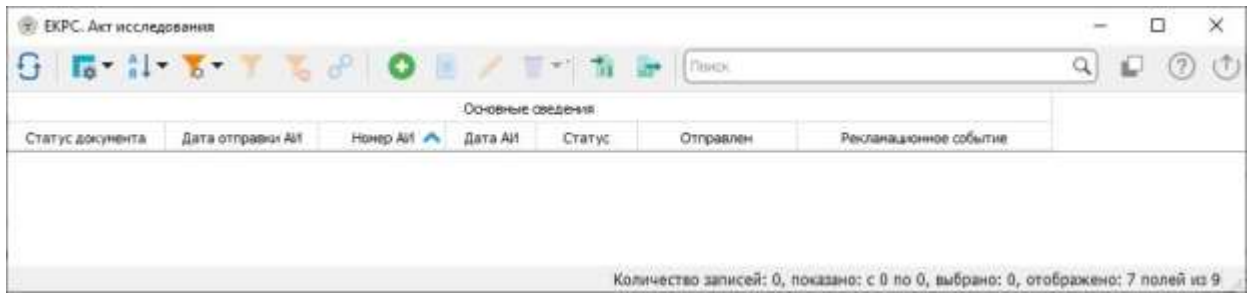 ЕКРС. Акт исследования
Поиск
Основные сведения
Статус документа Дата отправки АИ Номер АИ Дата АИ Статус Отправлен Рекламационное событие
Количество записей: 0, показано: с 0 по 0, выбрано: 0, отображено: 7 полей из 9